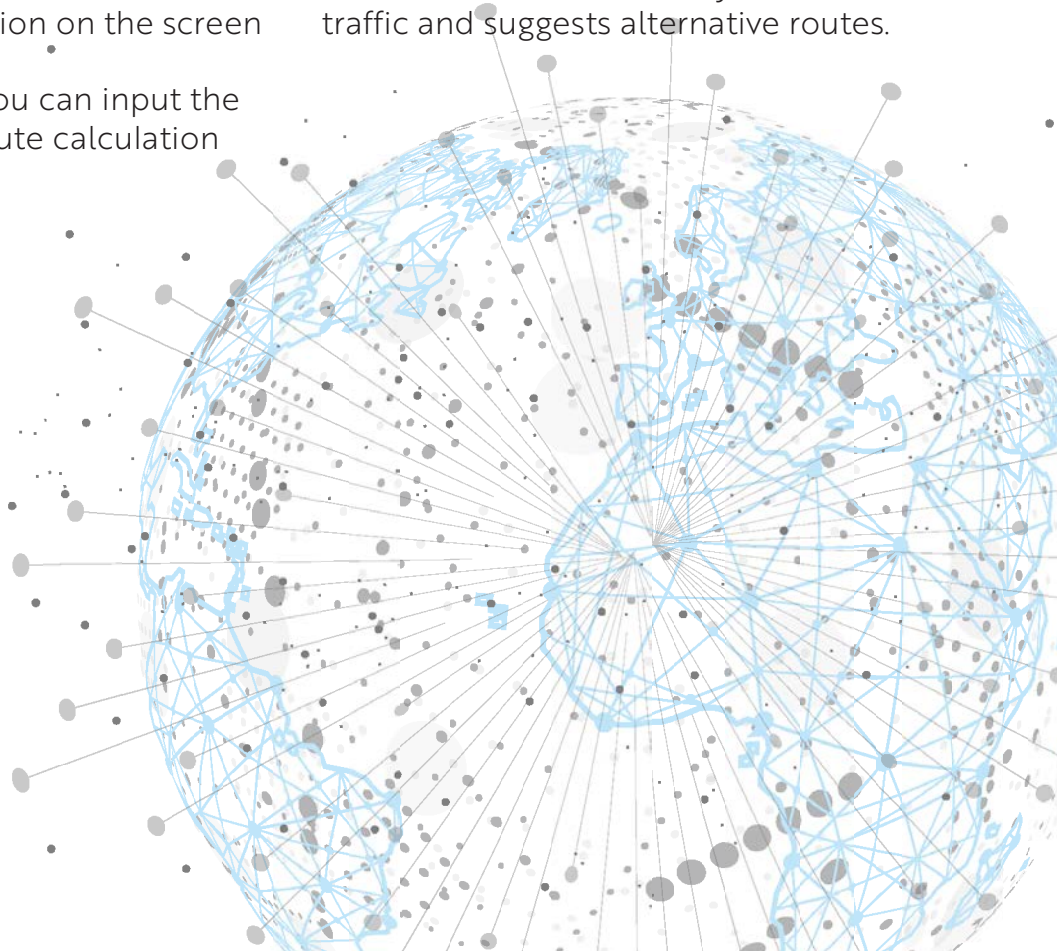 ion on the screen
ou can input the
ute calculation
traffic and suggests alternative routes.